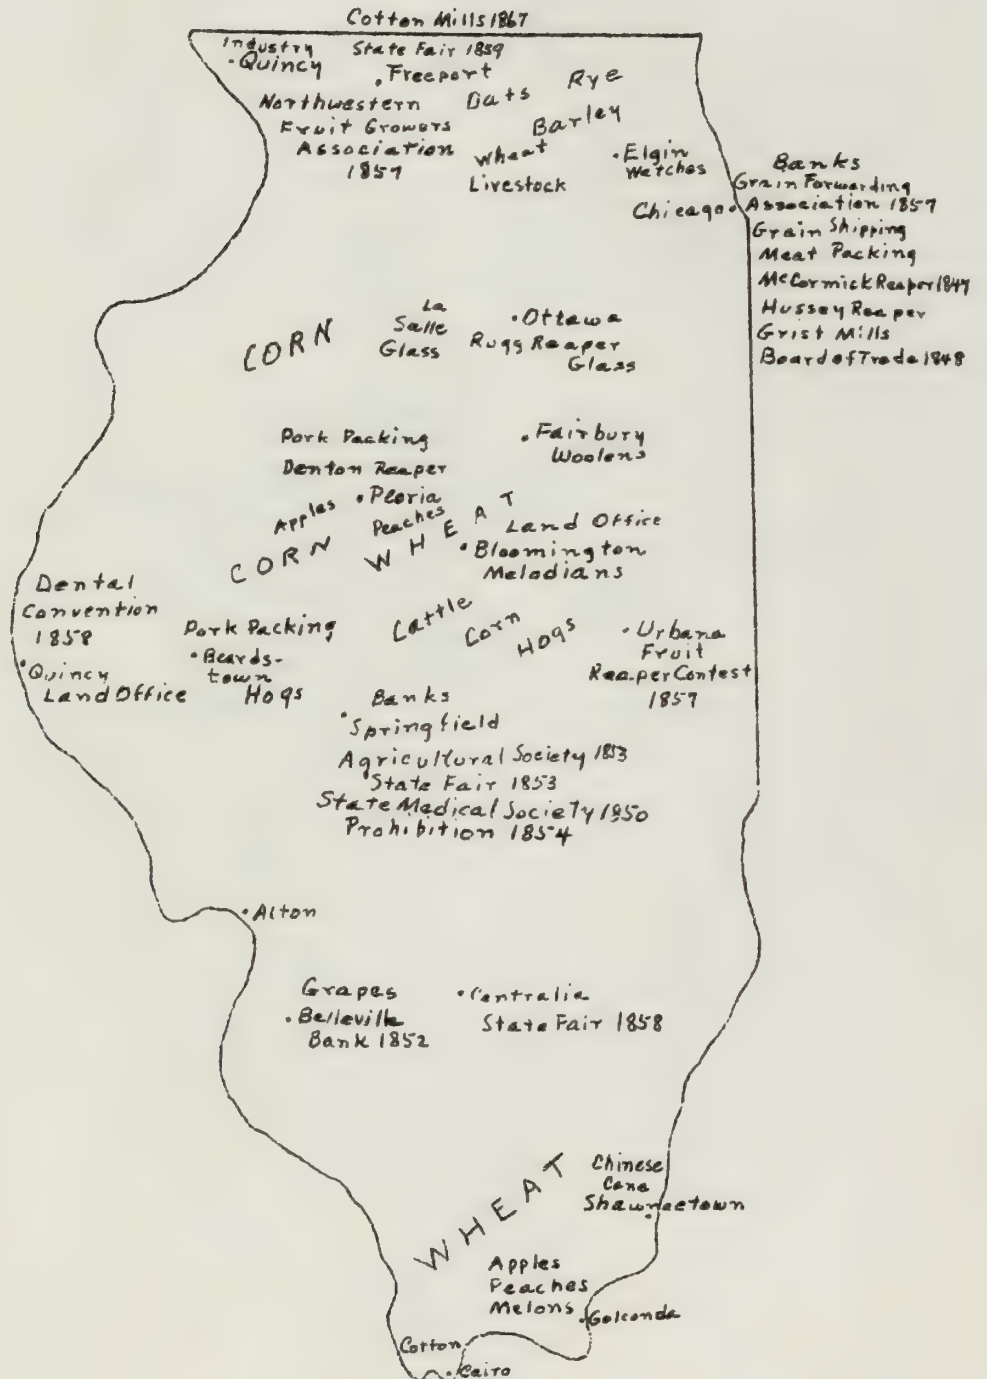 Cotton Mills 1867
Industry
Quincy
State Fair 1859
Freeport
Northwestern
Fruit Growers
Association
1857
Oats
Rye
Barley
Wheat
Livestock
Elgin
Watches
Chicago
Banks
Grain Forwarding
Association 1857
Grain Shipping
Meat Packing
McCormick Reaper 1847
Hussey Reaper
Grist Mills
Board of Trade 1848
CORN
La
Salle
Glass
Ottawa
Rugg Reaper
Glass
Pork Packing
Denton Reaper
Peoria
Apples
Peaches
CORN
WHEAT
Fairbury
Woolens
Land Office
Bloomington
Melodians
Dental
Convention
1858
Quincy
Land Office
Pork Packing
Beards-
town
Hogs
Cattle
Corn
Hogs
Urbana
Fruit
Reaper Contest
1857
Banks
Springfield
Agricultural Society 1853
State Fair 1853
State Medical Society 1850
Prohibition 1854
Alton
Grapes
Belleville
Bank 1852
Centralia
State Fair 1858
WHEAT
Chinese
Cane
Shawneetown
Apples
Peaches
Melons
Golconda
Cotton
Cairo